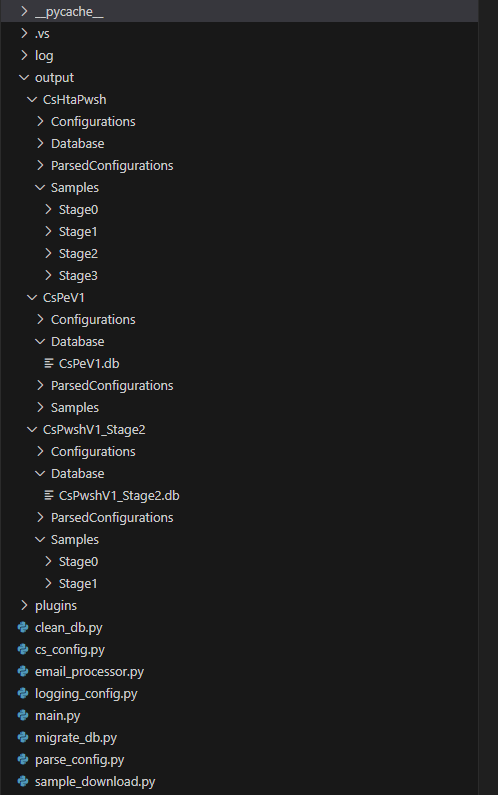 __pycache__
.vs
log
output
CsHtaPwsh
Configurations
Database
ParsedConfigurations
Samples
Stage0
Stage1
Stage2
Stage3
CsPeV1
Configurations
Database
CsPeV1.db
ParsedConfigurations
Samples
CsPwshV1_Stage2
Configurations
Database
CsPwshV1_Stage2.db
ParsedConfigurations
Samples
Stage0
Stage1
plugins
clean_db.py
cs_config.py
email_processor.py
logging_config.py
main.py
migrate_db.py
parse_config.py
sample_download.py